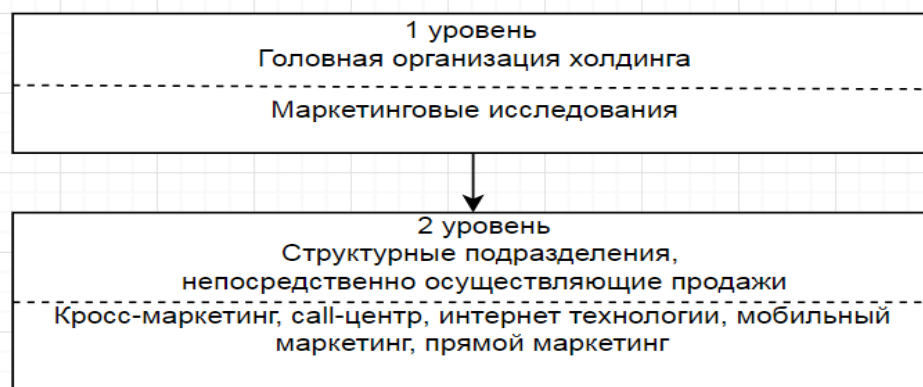 1 уровень
Головная организация холдинга
Маркетинговые исследования
2 уровень
Структурные подразделения,
непосредственно осуществляющие продажи
Кросс-маркетинг, call-центр, интернет технологии, мобильный
маркетинг, прямой маркетинг